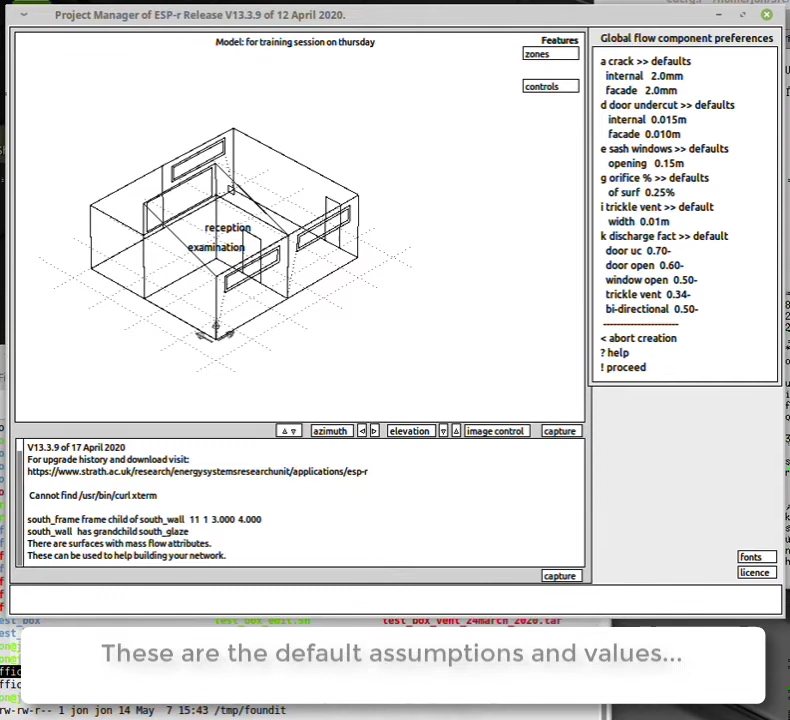 Project Manager of ESP-r Release V13.3.9 of 12 April 2020.
Model: for training session on thursday
Features
zones
controls
reception
examination
Global flow component preferences
a crack >> defaults
internal 2.0mm
facade 2.0mm
d door undercut >> defaults
internal 0.015m
facade 0.010m
e sash windows >> defaults
opening 0.15m
g orifice % >> defaults
of surf 0.25%
i trickle vent >> default
width 0.01m
k discharge fact >> default
door uc 0.70-
door open 0.60-
window open 0.50-
trickle vent 0.34-
bi-directional 0.50-
----------------------
< abort creation
? help
! proceed
azimuth
elevation
image control
capture
V13.3.9 of 17 April 2020
For upgrade history and download visit:
https://www.strath.ac.uk/research/energysystemsresearchunit/applications/esp-r
Cannot find /usr/bin/curl xterm
south_frame frame child of south_wall 11 1 3.000 4.000
south_wall has grandchild south_glaze
There are surfaces with mass flow attributes.
These can be used to help building your network.
capture
fonts
licence
These are the default assumptions and values...
rw-rw-r-- 1 jon jon 14 May 7 15:43 /tmp/foundit